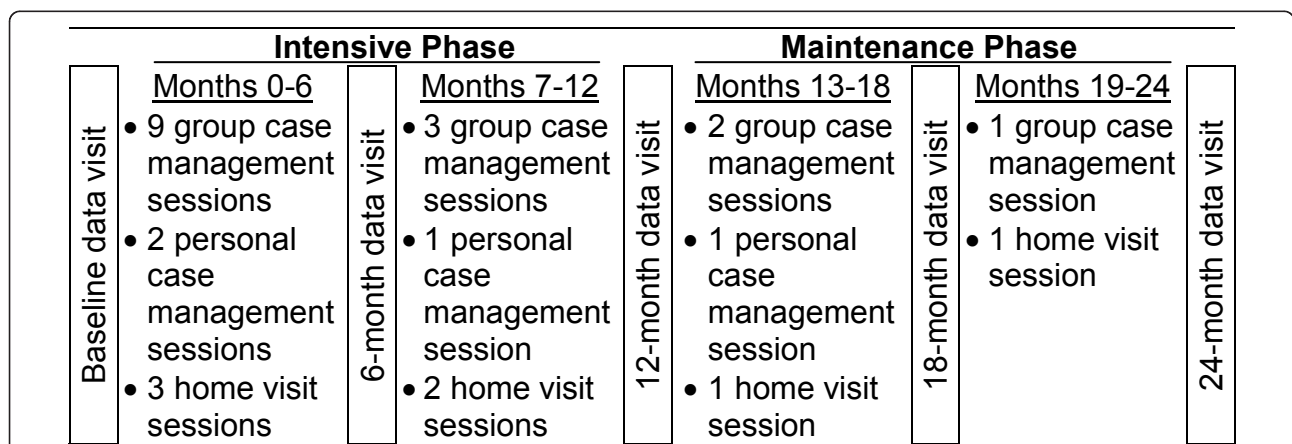 Intensive Phase
Maintenance Phase
Baseline data visit
Months 0-6
• 9 group case
management
sessions
• 2 personal
case
management
sessions
• 3 home visit
sessions
6-month data visit
Months 7-12
• 3 group case
management
sessions
• 1 personal
case
management
session
• 2 home visit
sessions
12-month data visit
Months 13-18
• 2 group case
management
sessions
• 1 personal
case
management
session
• 1 home visit
session
18-month data visit
Months 19-24
• 1 group case
management
session
• 1 home visit
session
24-month data visit